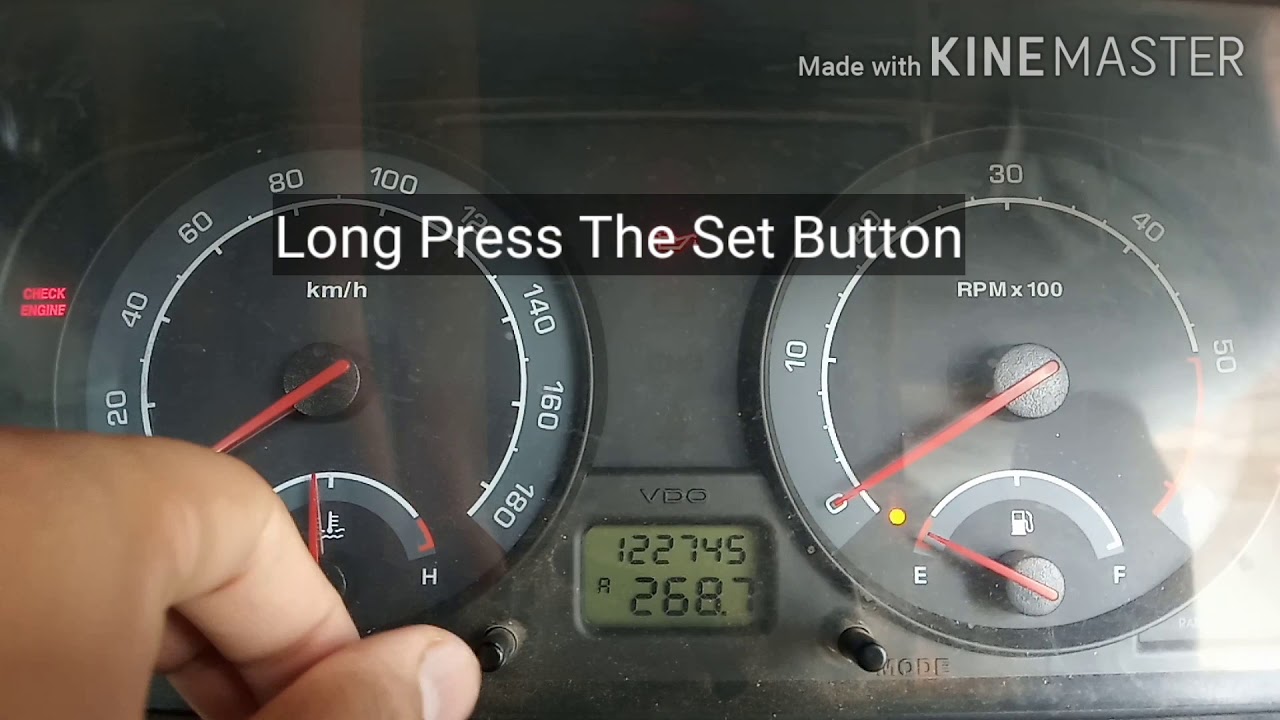 Made with KINEMASTER
80
100
30
60
40
Long Press The Set Button
CHECK
ENGINE
km/h
RPM x 100
40
140
10
50
20
160
180
0
VDO
122745
H
E
F
A
268.7
MODE